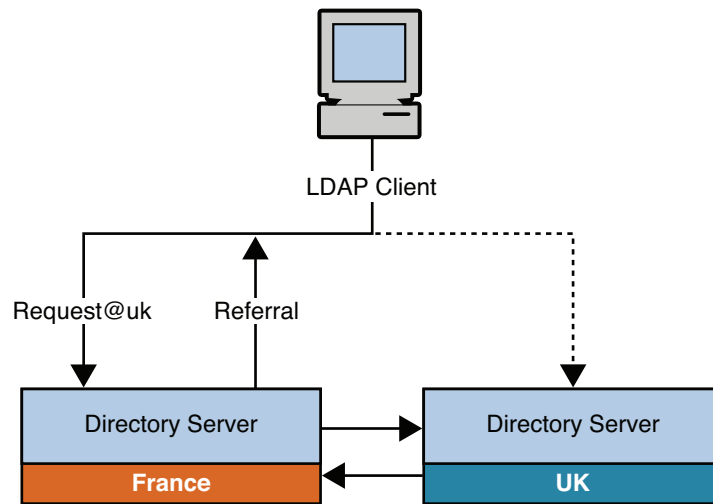 LDAP Client
Request@uk
Referral
Directory Server
Directory Server
France
UK